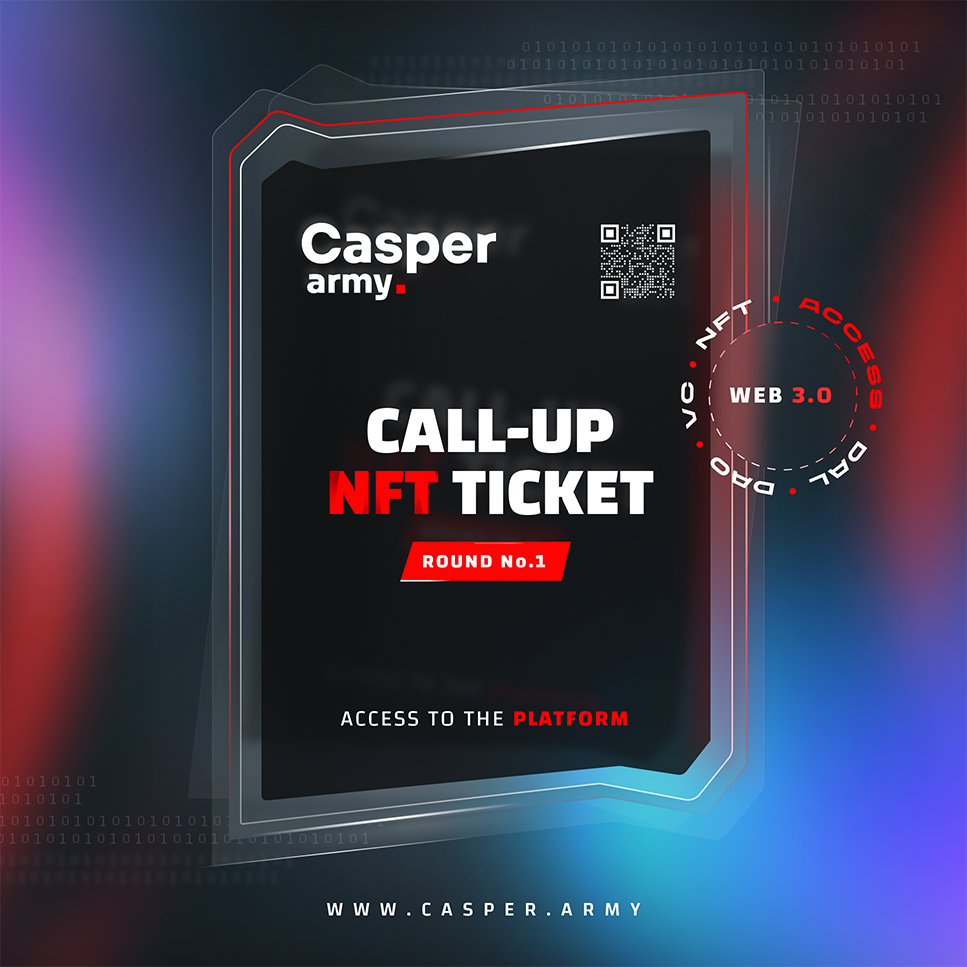 Casper
army.
CALL-UP
NFT TICKET
ROUND No.1
ACCESS TO THE PLATFORM
NFT • ACCESS • DAL • DAO • VC •
WEB 3.0
WWW.CASPER.ARMY